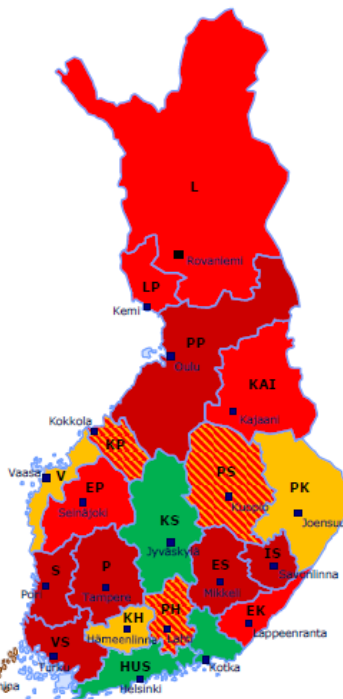 L
Rovaniemi
LP
Kemi
PP
Oulu
KAI
Kajaani
Kokkola
KP
Vaasa
V
PS
EP
PK
Kuopio
Seinäjoki
Joensuu
KS
Jyväskylä
IS
S
P
ES
Savonlinna
Pori
Tampere
Mikkeli
PH
EK
KH
Hämeenlinna
Lahti
Lappeenranta
VS
Turku
HUS
Kotka
Helsinki